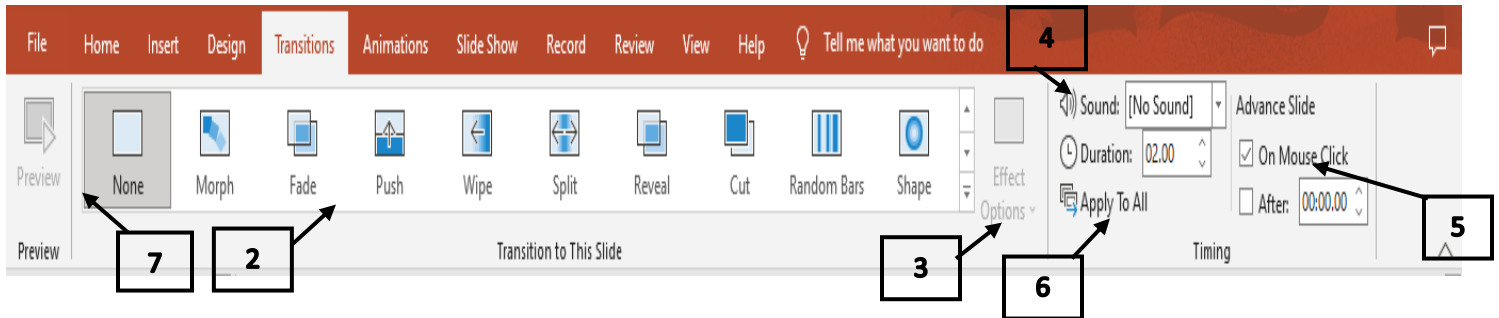 File Home Insert Design Transitions Animations Slide Show Record Review View Help Tell me what you want to do
4
Preview
None Morph Fade Push Wipe Split Reveal Cut Random Bars Shape
Effect Options
Sound: [No Sound]
Duration: 02.00
Apply To All
Advance Slide
On Mouse Click
After: 00:00.00
Preview
Transition to This Slide
Timing
7
2
3
6
5